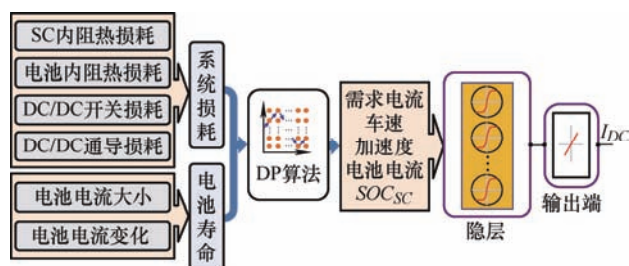 SC内阻热损耗
电池内阻热损耗
DC/DC开关损耗
DC/DC通导损耗
系统损耗
电池电流大小
电池电流变化
电池寿命
DP算法
需求电流
车速
加速度
电池电流
SOC_SC
隐层
I_DC
输出端